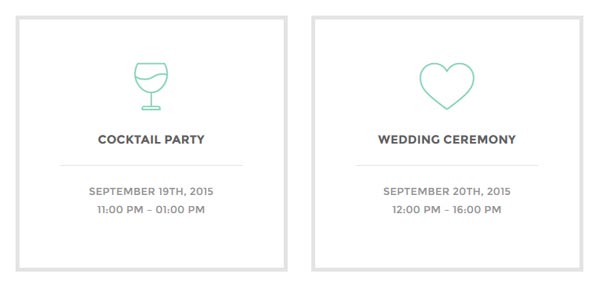 COCKTAIL PARTY
SEPTEMBER 19TH, 2015
11:00 PM – 01:00 PM
WEDDING CEREMONY
SEPTEMBER 20TH, 2015
12:00 PM – 16:00 PM